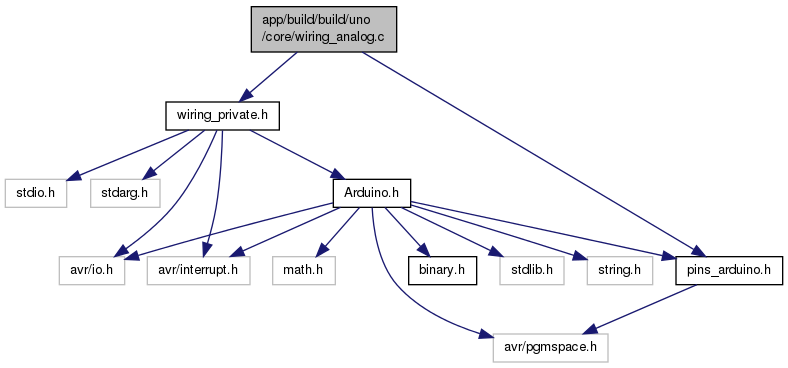 app/build/build/uno
/core/wiring_analog.c
wiring_private.h
stdio.h
stdarg.h
Arduino.h
avr/io.h
avr/interrupt.h
math.h
binary.h
stdlib.h
string.h
pins_arduino.h
avr/pgmspace.h